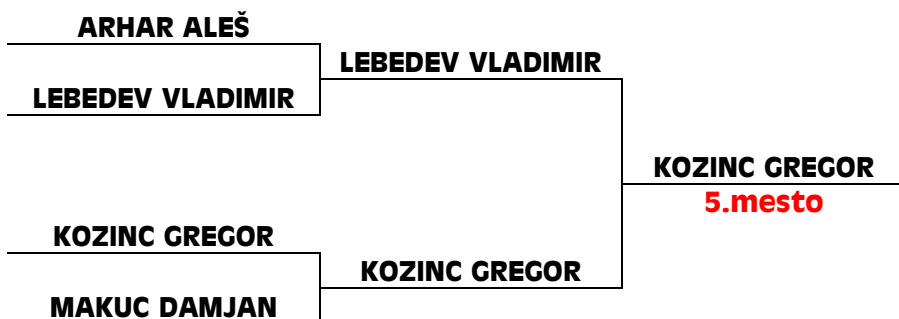 ARHAR ALEŠ
LEBEDEV VLADIMIR
LEBEDEV VLADIMIR
KOZINC GREGOR
5.mesto
KOZINC GREGOR
KOZINC GREGOR
MAKUC DAMJAN